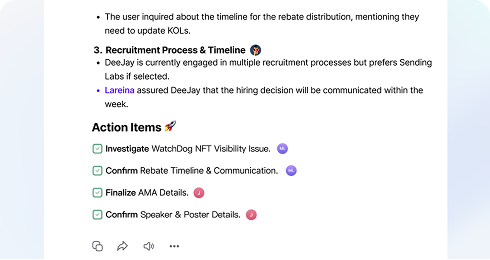 • The user inquired about the timeline for the rebate distribution, mentioning they
need to update KOLs.
3. Recruitment Process & Timeline
• DeeJay is currently engaged in multiple recruitment processes but prefers Sending
Labs if selected.
• Lareina assured DeeJay that the hiring decision will be communicated within the
week.
Action Items 🚀
Investigate WatchDog NFT Visibility Issue. ML
Confirm Rebate Timeline & Communication. ML
Finalize AMA Details. J
Confirm Speaker & Poster Details. J